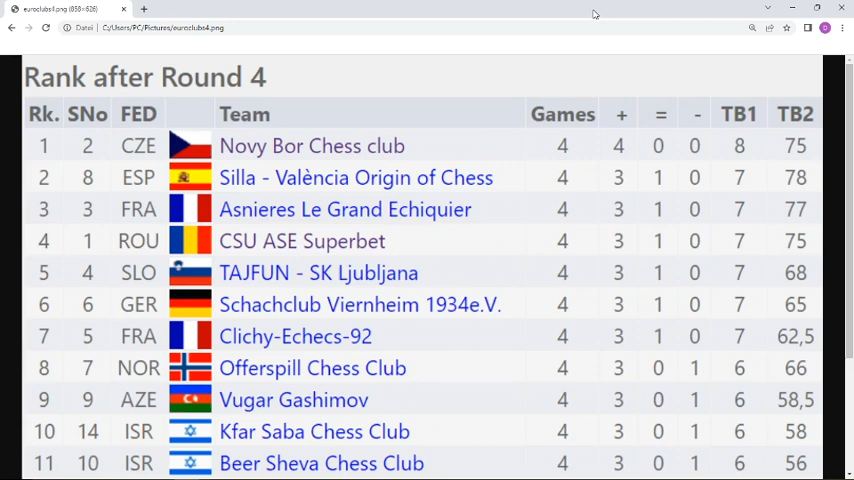 euroclubs4.png (858×626)
Datei C:/Users/PC/Pictures/euroclubs4.png
Rank after Round 4
Rk. SNo FED Team Games + = - TB1 TB2
1 2 CZE Novy Bor Chess club 4 4 0 0 8 75
2 8 ESP Silla - València Origin of Chess 4 3 1 0 7 78
3 3 FRA Asnieres Le Grand Echiquier 4 3 1 0 7 77
4 1 ROU CSU ASE Superbet 4 3 1 0 7 75
5 4 SLO TAJFUN - SK Ljubljana 4 3 1 0 7 68
6 6 GER Schachclub Viernheim 1934e.V. 4 3 1 0 7 65
7 5 FRA Clichy-Echecs-92 4 3 1 0 7 62,5
8 7 NOR Offerspill Chess Club 4 3 0 1 6 66
9 9 AZE Vugar Gashimov 4 3 0 1 6 58,5
10 14 ISR Kfar Saba Chess Club 4 3 0 1 6 58
11 10 ISR Beer Sheva Chess Club 4 3 0 1 6 56